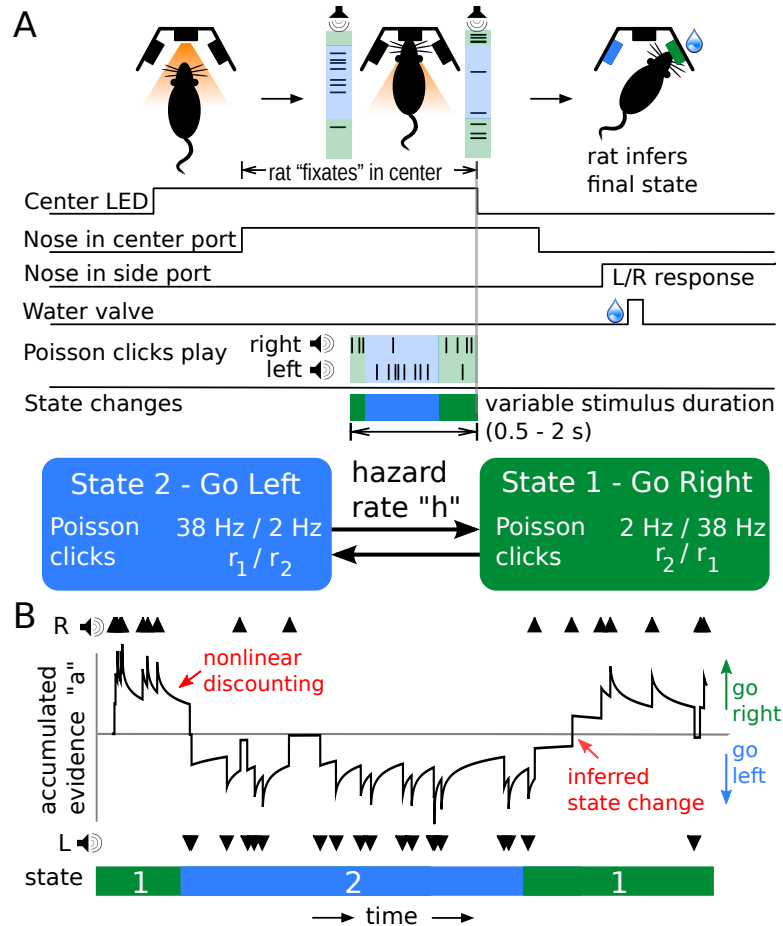 A
rat infers
final state
rat “fixates” in center
Center LED
Nose in center port
Nose in side port
L/R response
Water valve
Poisson clicks play
right
left
State changes
variable stimulus duration
(0.5 - 2 s)
State 2 - Go Left
Poisson
clicks
38 Hz / 2 Hz
r1 / r2
hazard
rate "h"
State 1 - Go Right
Poisson
clicks
2 Hz / 38 Hz
r2 / r1
B
R
accumulated
evidence "a"
nonlinear
discounting
go
right
go
left
inferred
state change
L
state
1
2
1
time